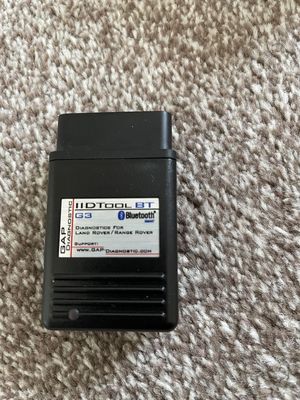 GAP
DIAGNOSTIC
IIDTOOL BT
G3
Bluetooth
DIAGNOSTICS FOR
LAND ROVER/RANGE ROVER
SUPPORT:
WWW.GAP-DIAGNOSTIC.COM